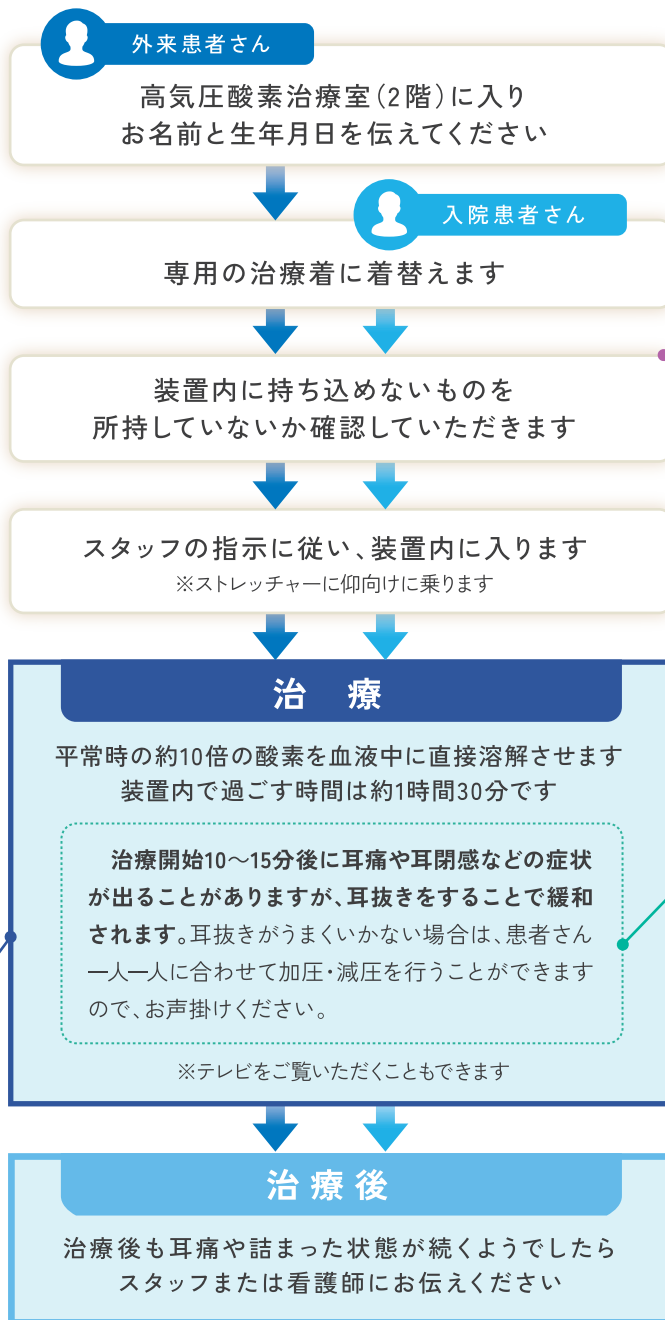 外来患者さん
高気圧酸素治療室（2階）に入り
お名前と生年月日を伝えてください
入院患者さん
専用の治療着に着替えます
装置内に持ち込めないものを
所持していないか確認していただきます
スタッフの指示に従い、装置内に入ります
※ストレッチャーに仰向けに乗ります
治　療
平常時の約10倍の酸素を血液中に直接溶解させます
装置内で過ごす時間は約1時間30分です
治療開始10〜15分後に耳痛や耳閉感などの症状
が出ることがありますが、耳抜きをすることで緩和
されます。耳抜きがうまくいかない場合は、患者さん
一人一人に合わせて加圧・減圧を行うことができます
ので、お声掛けください。
※テレビをご覧いただくこともできます
治療後
治療後も耳痛や詰まった状態が続くようでしたら
スタッフまたは看護師にお伝えください